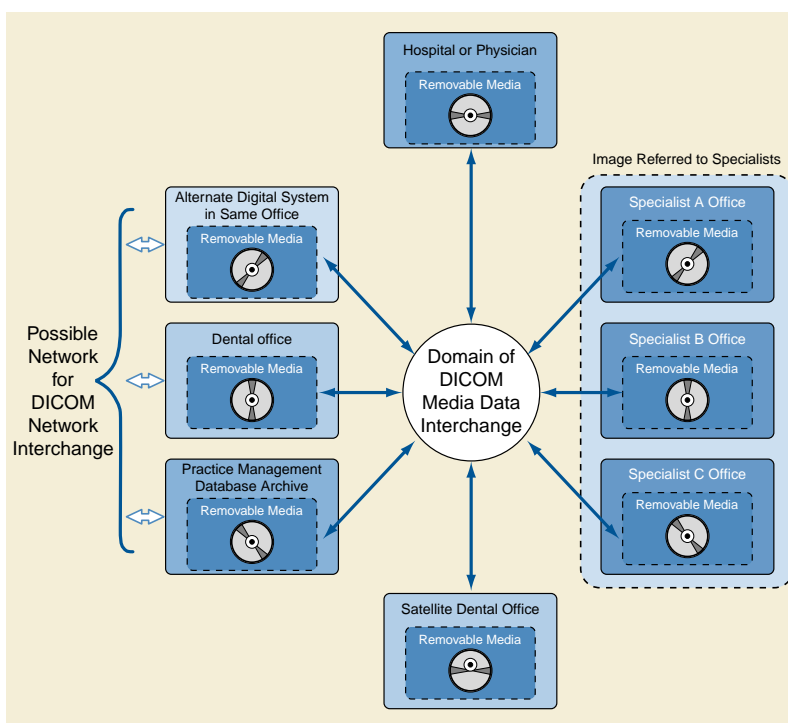 Hospital or Physician
Removable Media
Image Referred to Specialists
Alternate Digital System
in Same Office
Removable Media
Specialist A Office
Removable Media
Possible
Network
for
DICOM
Network
Interchange
Dental office
Removable Media
Domain of
DICOM
Media Data
Interchange
Specialist B Office
Removable Media
Practice Management
Database Archive
Removable Media
Specialist C Office
Removable Media
Satellite Dental Office
Removable Media